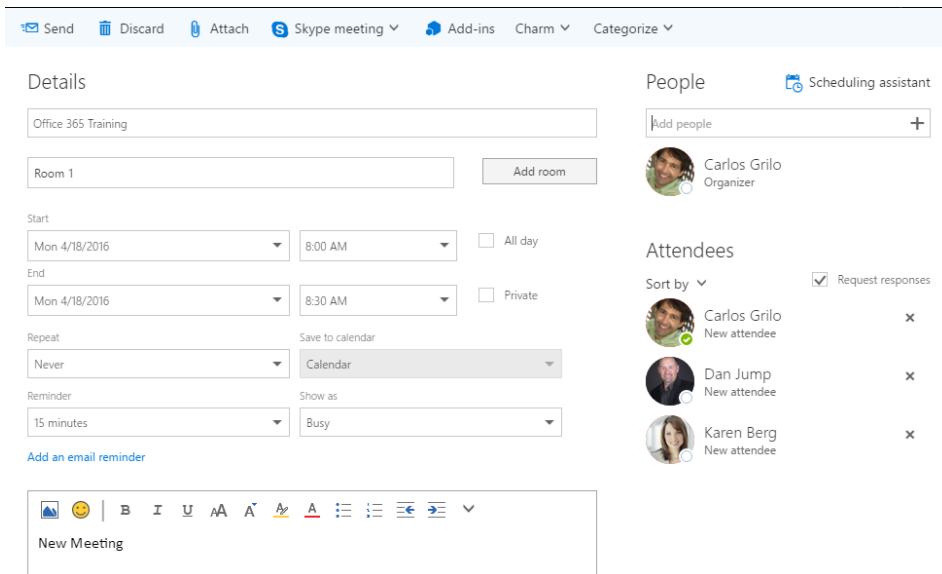 Send Discard Attach Skype meeting Add-ins Charm Categorize
Details
Office 365 Training
Room 1 Add room
Start
Mon 4/18/2016 8:00 AM All day
End
Mon 4/18/2016 8:30 AM Private
Repeat Save to calendar
Never Calendar
Reminder Show as
15 minutes Busy
Add an email reminder
B I U AA A A
New Meeting
People Scheduling assistant
Add people
Carlos Grilo
Organizer
Attendees
Sort by Request responses
Carlos Grilo
New attendee
Dan Jump
New attendee
Karen Berg
New attendee